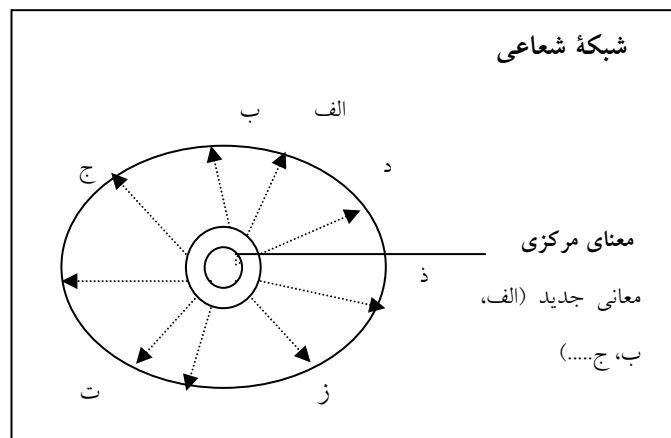 شبکهٔ شعاعی
الف
ب
د
ج
معنای مرکزی
ذ
معانی جدید (الف،
ب، ج.....)
ز
ت